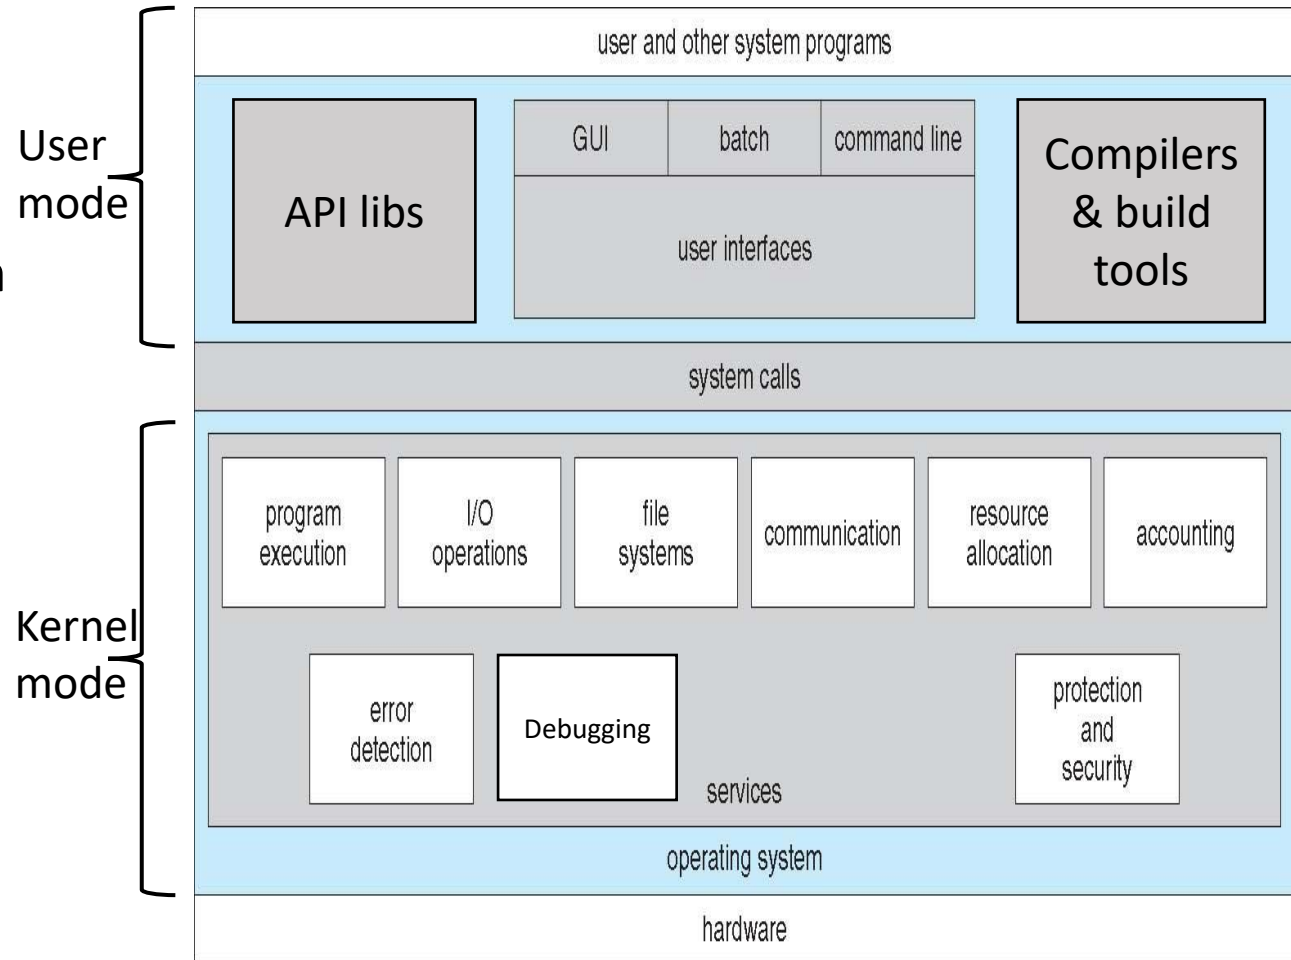 user and other system programs
User
mode
API libs
GUI
batch
command line
user interfaces
Compilers
& build
tools
system calls
Kernel
mode
program
execution
I/O
operations
file
systems
communication
resource
allocation
accounting
error
detection
Debugging
protection
and
security
services
operating system
hardware